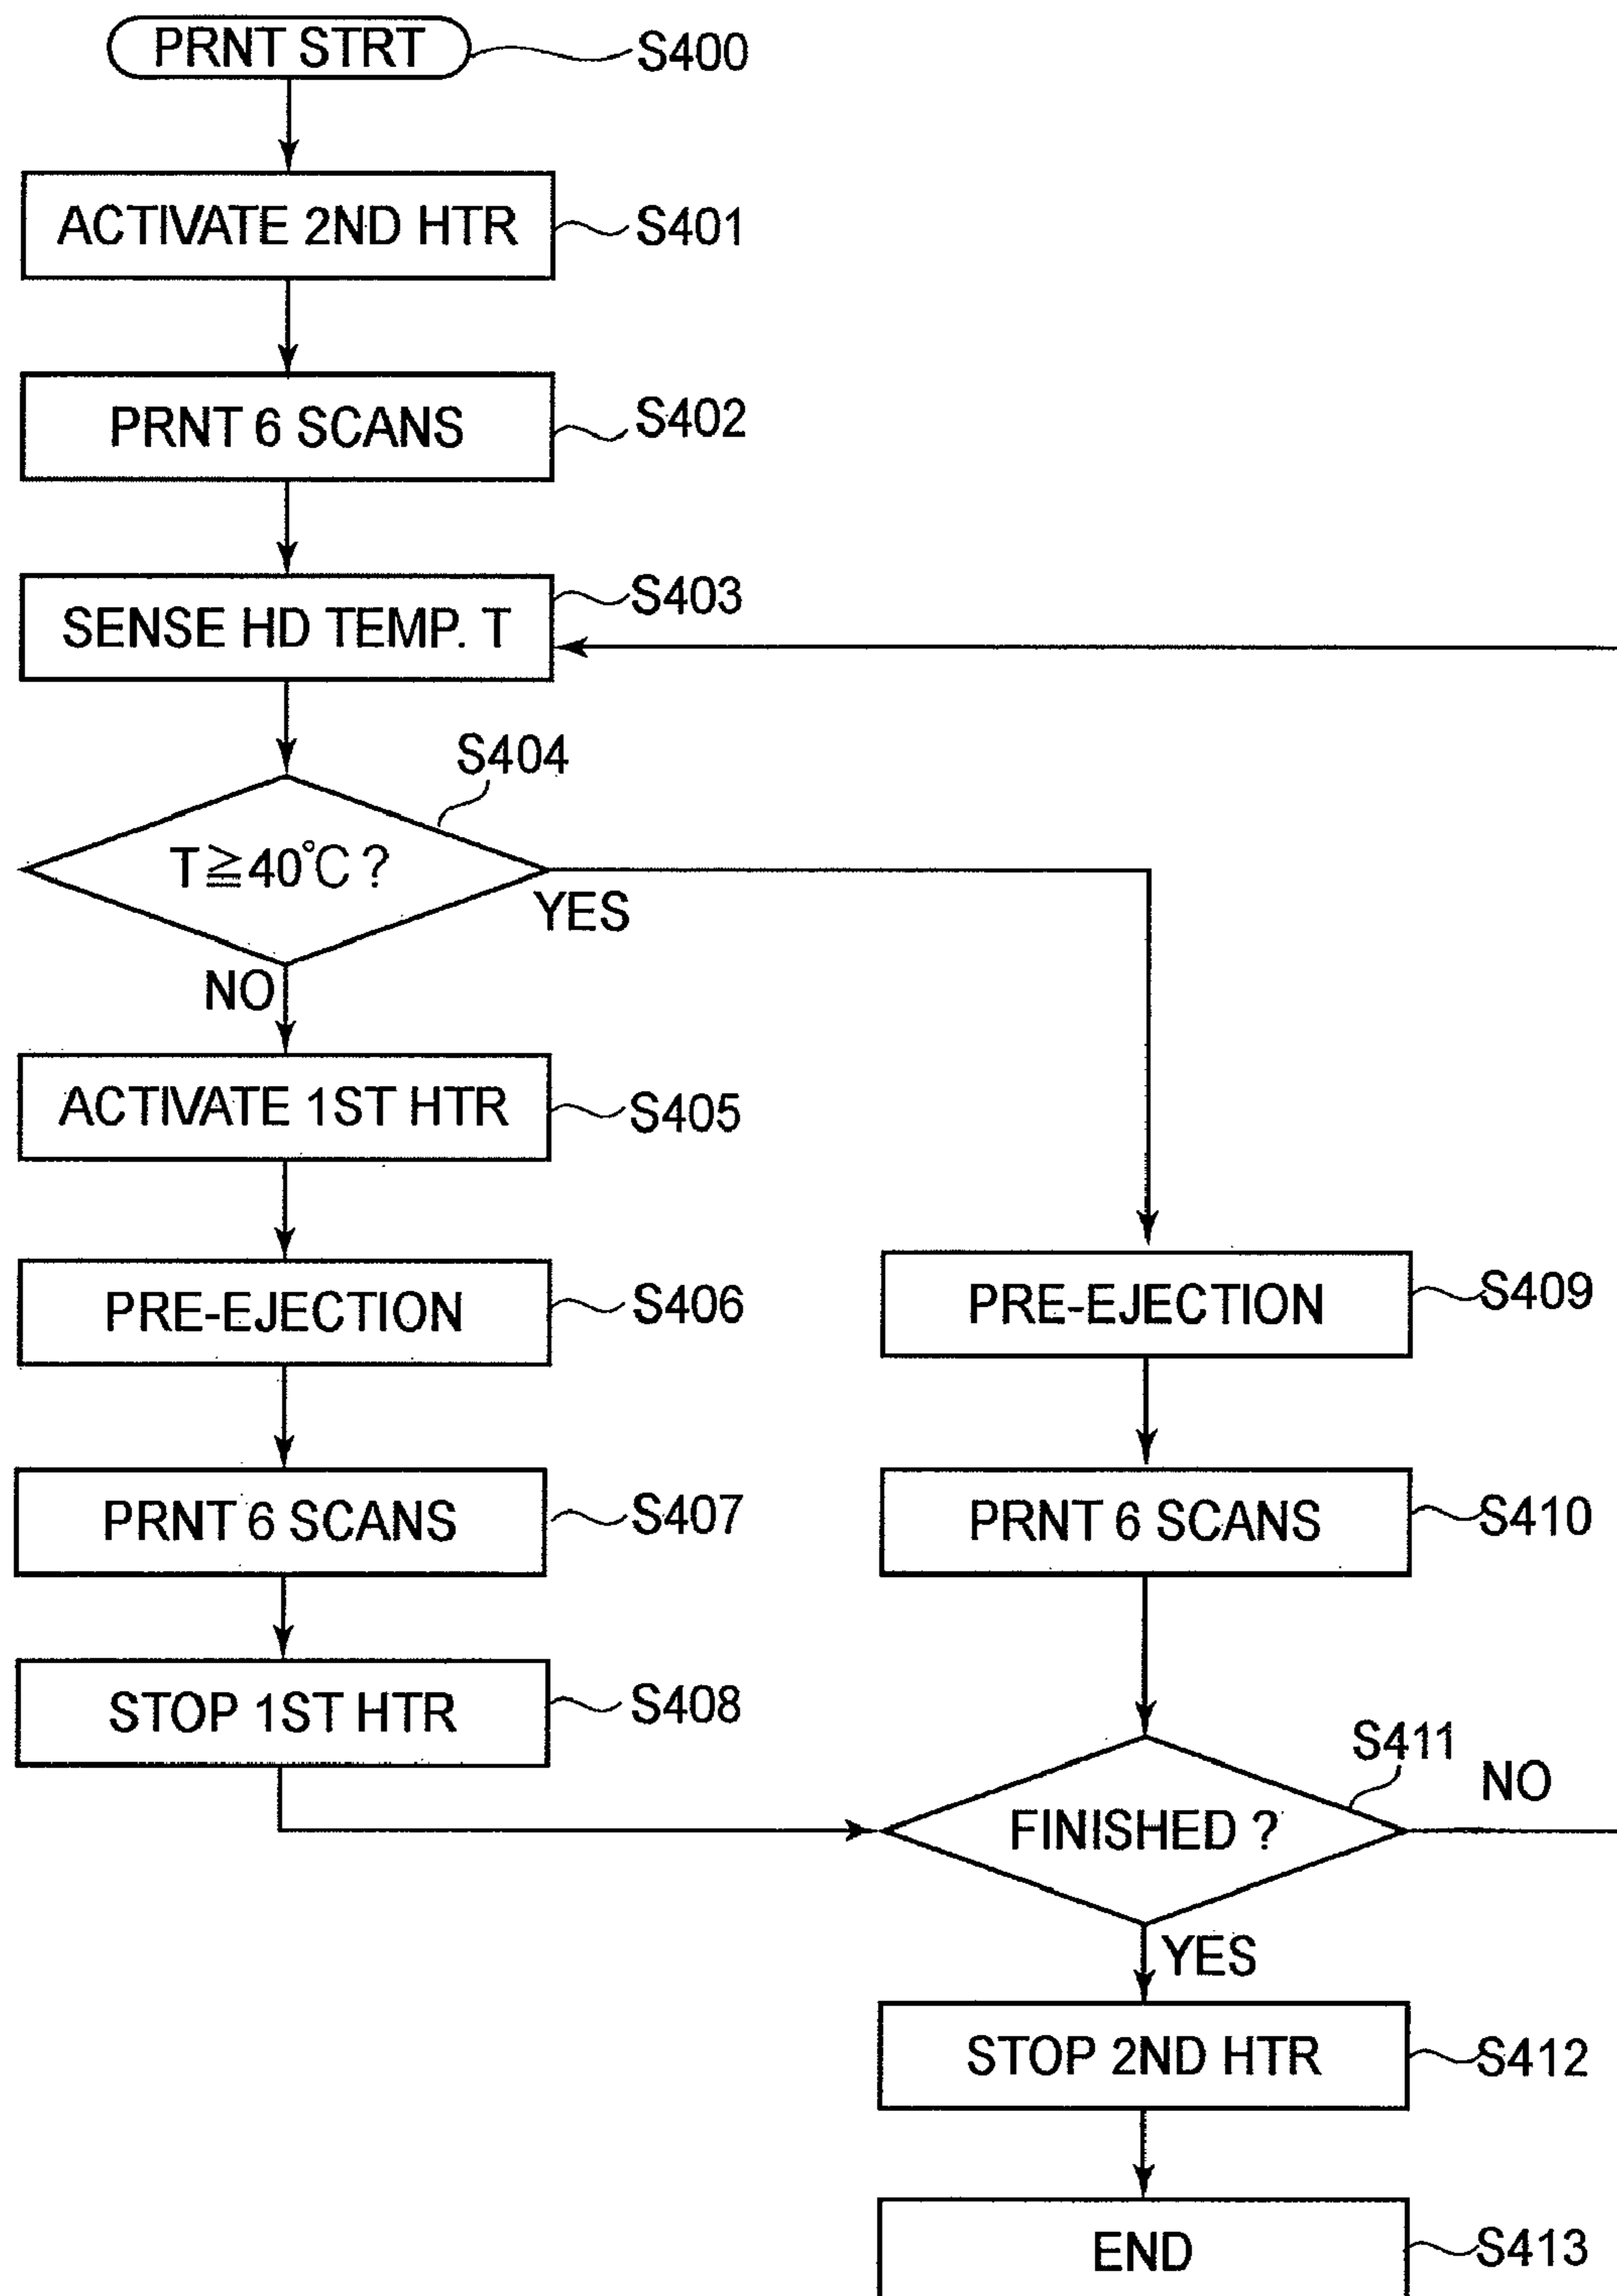 PRNT STRT
S400
ACTIVATE 2ND HTR
S401
PRNT 6 SCANS
S402
SENSE HD TEMP. T
S403
S404
T≧40°C ?
YES
NO
ACTIVATE 1ST HTR
S405
PRE-EJECTION
S406
PRNT 6 SCANS
S407
STOP 1ST HTR
S408
PRE-EJECTION
S409
PRNT 6 SCANS
S410
S411
FINISHED ?
NO
YES
STOP 2ND HTR
S412
END
S413